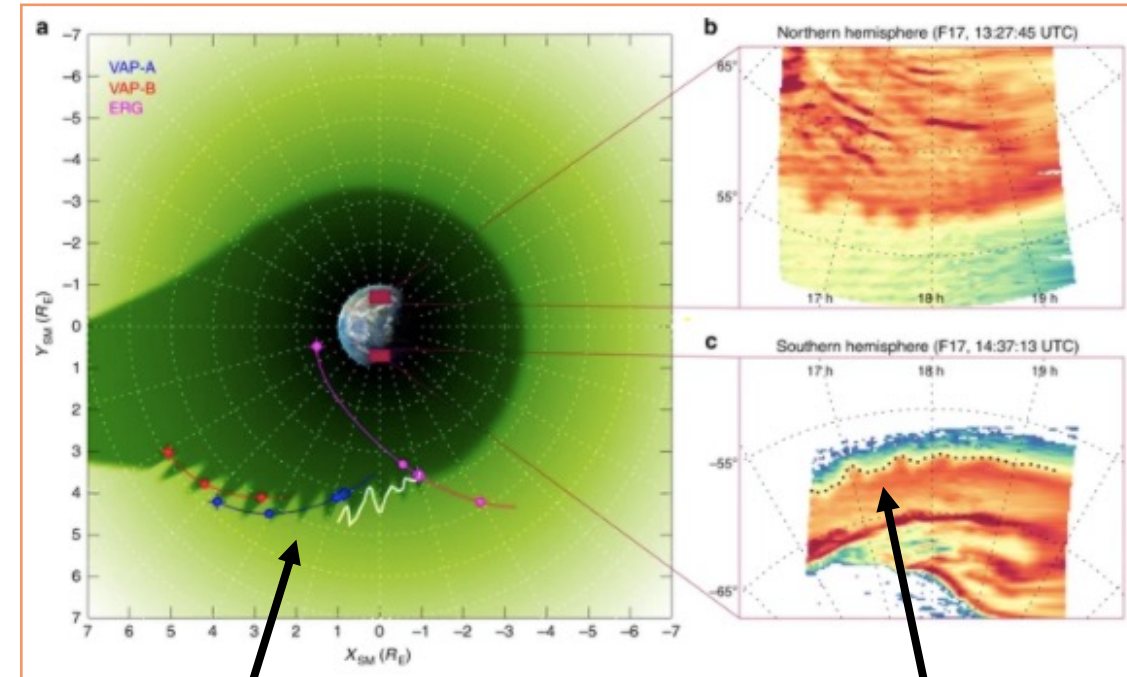 a
−7
−6
−5
−4
−3
−2
−1
0
1
2
3
4
5
6
7
Y_SM (R_E)
VAP-A
VAP-B
ERG
7 6 5 4 3 2 1 0 −1 −2 −3 −4 −5 −6 −7
X_SM (R_E)
b
Northern hemisphere (F17, 13:27:45 UTC)
65°
55°
17 h 18 h 19 h
c
Southern hemisphere (F17, 14:37:13 UTC)
17 h 18 h 19 h
−55°
−65°
−65°